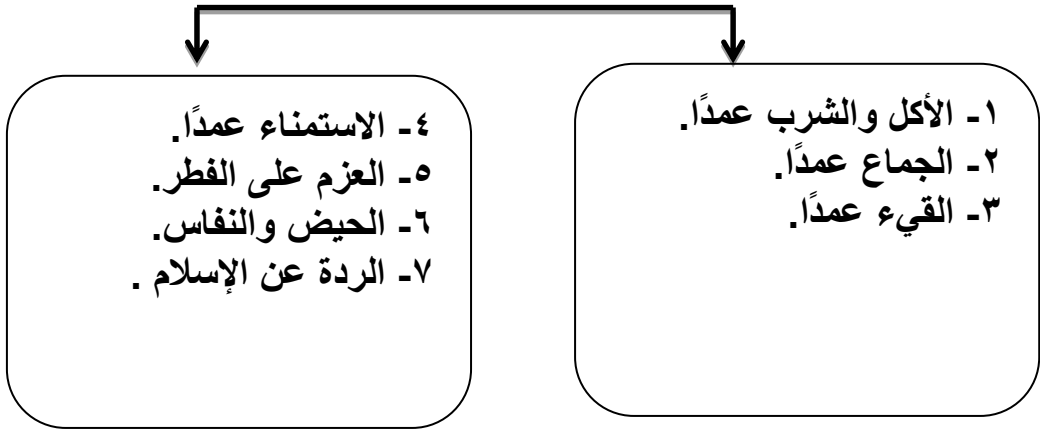 ١- الأكل والشرب عمدًا.
٢- الجماع عمدًا.
٣- القيء عمدًا.
٤- الاستمناء عمدًا.
٥- العزم على الفطر.
٦- الحيض والنفاس.
٧- الردة عن الإسلام .